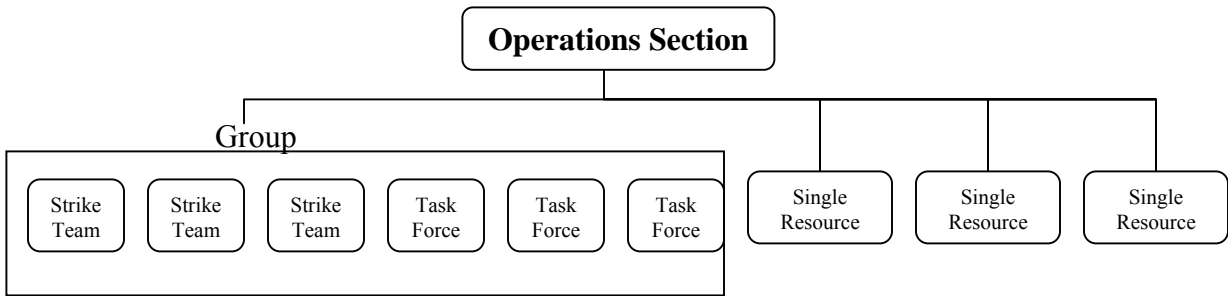 Operations Section
Group
Strike
Team
Strike
Team
Strike
Team
Task
Force
Task
Force
Task
Force
Single
Resource
Single
Resource
Single
Resource